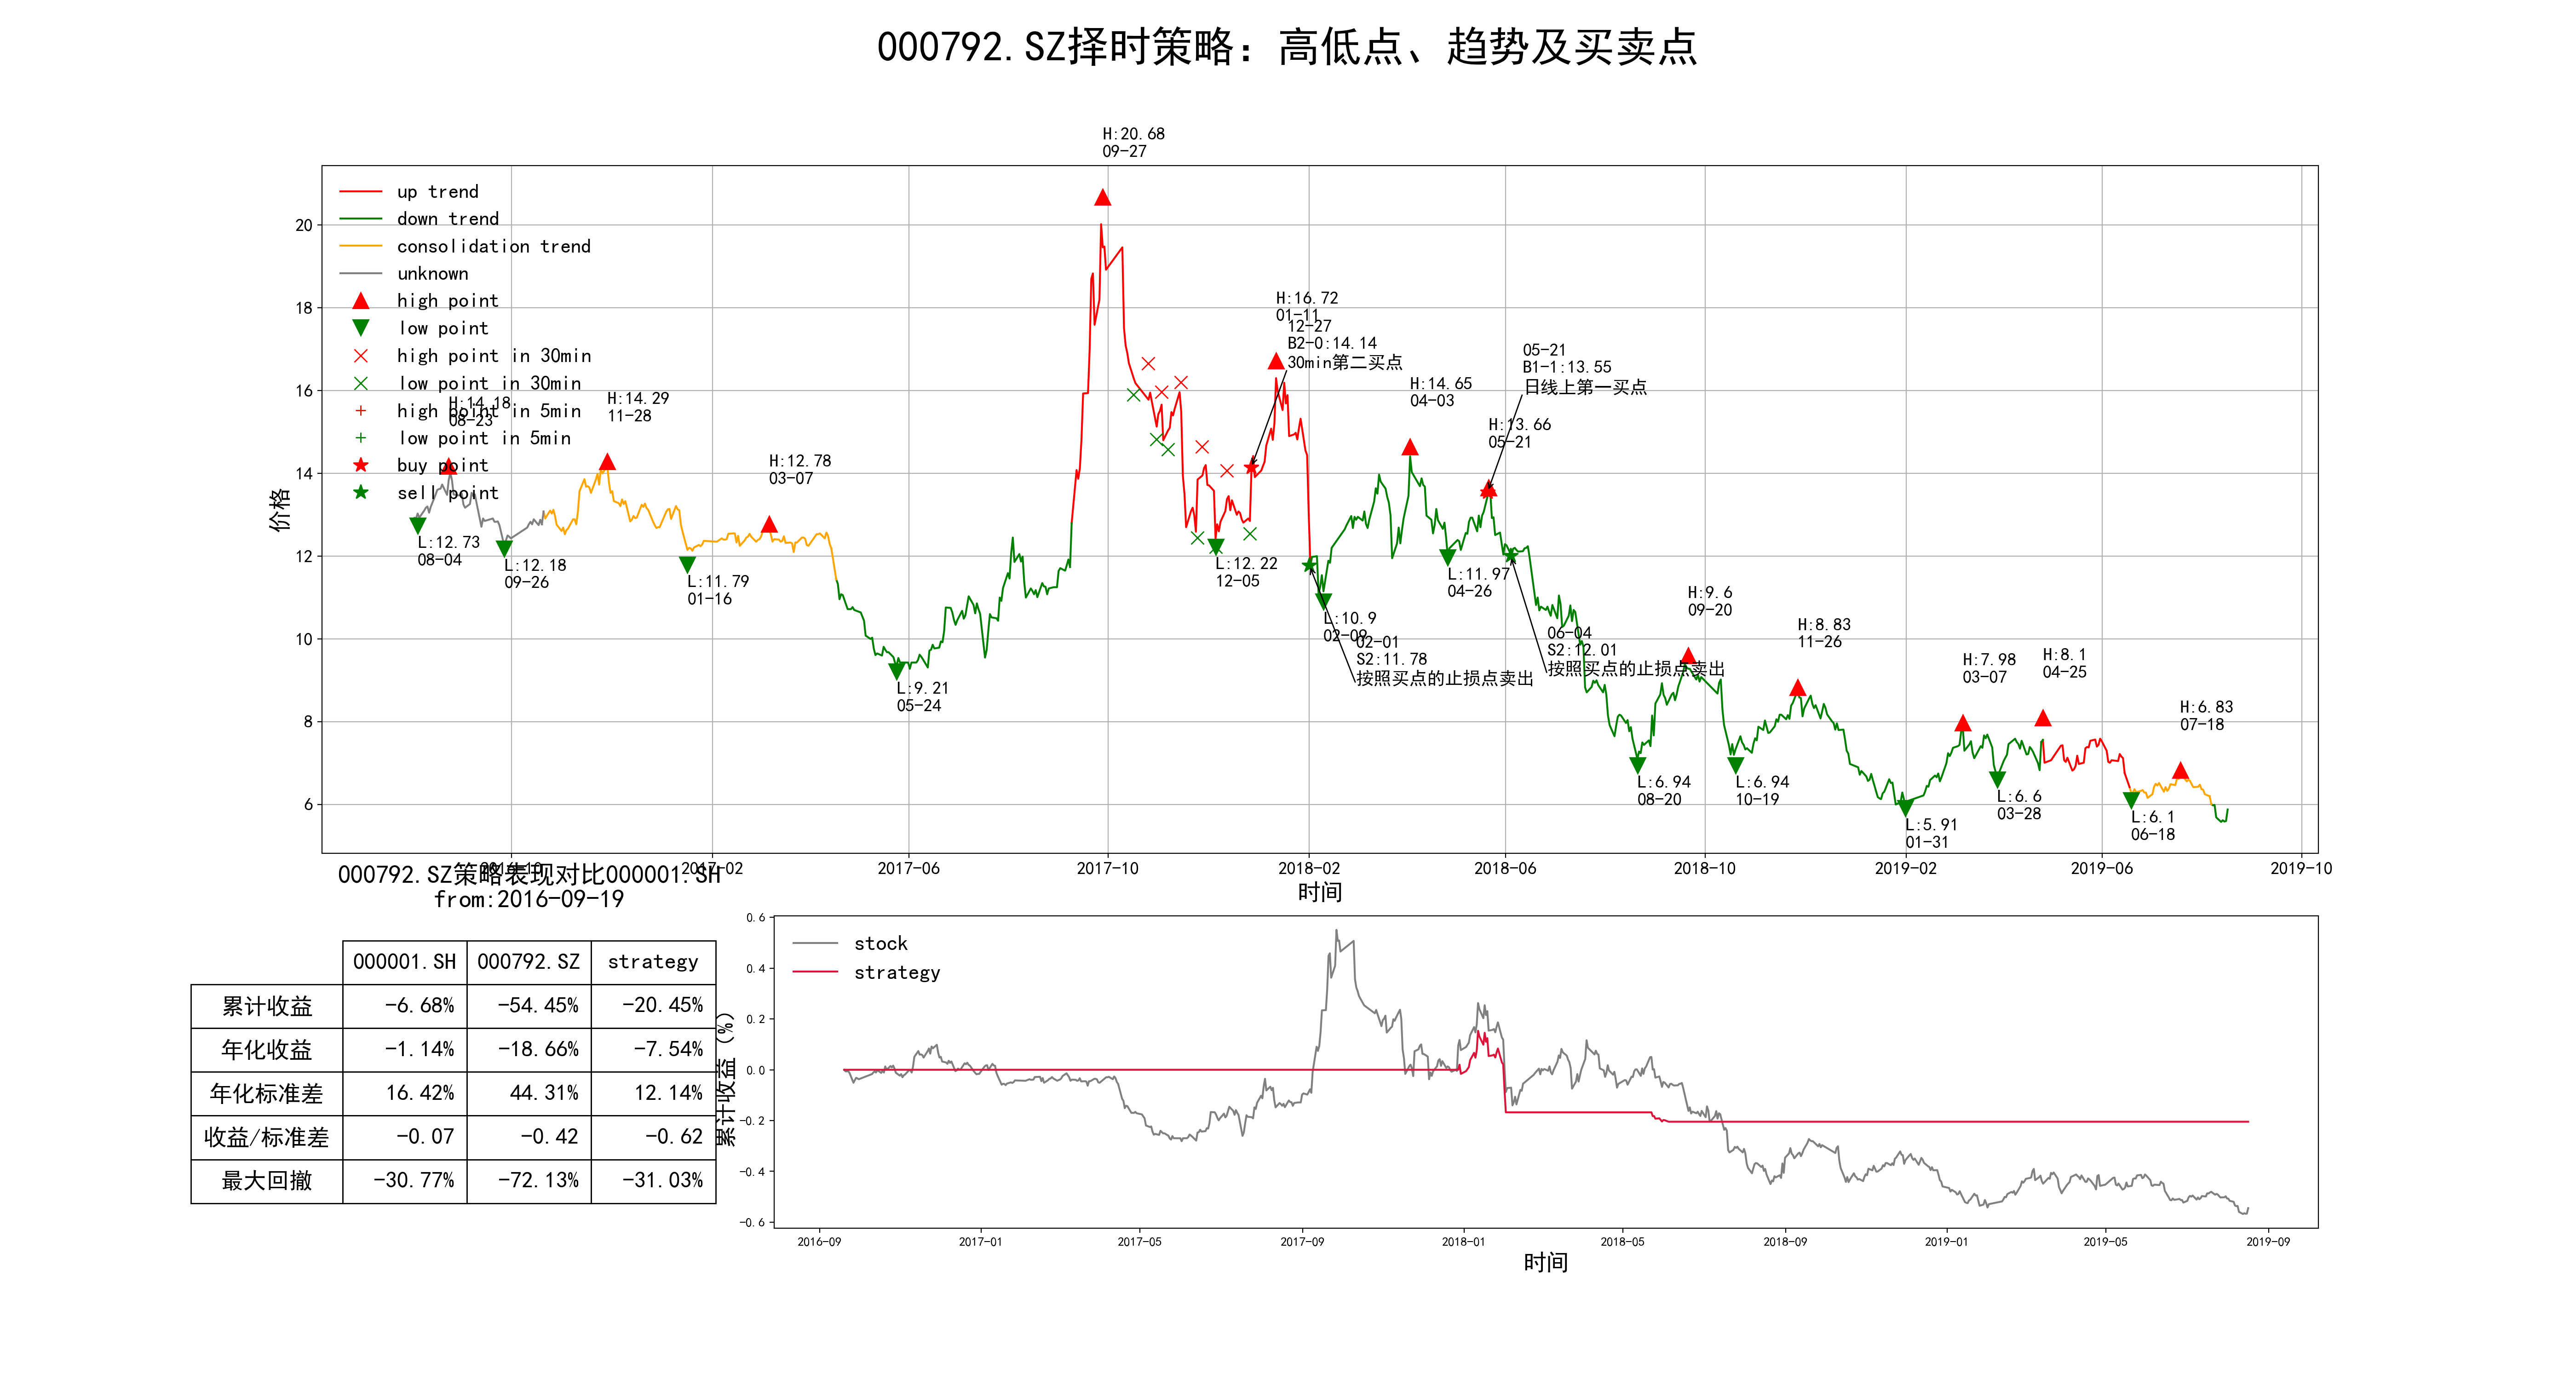 000792.SZ择时策略：高低点、趋势及买卖点
H:20.68
09-27
up trend
down trend
consolidation trend
unknown
high point
low point
high point in 30min
low point in 30min
high point in 5min
low point in 5min
buy point
sell point
价格
20
18
16
14
12
10
8
6
H:14.18
08-23
H:14.29
11-28
H:12.78
03-07
L:12.73
08-04
L:12.18
09-26
L:11.79
01-16
L:9.21
05-24
L:12.22
12-05
H:16.72
01-11
12-27
B2-0:14.14
30min第二买点
L:10.9
02-09
02-01
S2:11.78
按照买点的止损点卖出
H:14.65
04-03
L:11.97
04-26
05-21
B1-1:13.55
日线上第一买点
H:13.66
05-21
06-04
S2:12.01
按照买点的止损点卖出
L:6.94
08-20
H:9.6
09-20
L:6.94
10-19
H:8.83
11-26
L:5.91
01-31
H:7.98
03-07
L:6.6
03-28
H:8.1
04-25
L:6.1
06-18
H:6.83
07-18
2016-10
2017-02
2017-06
2017-10
2018-02
2018-06
2018-10
2019-02
2019-06
2019-10
时间
000792.SZ策略表现对比000001.SH
from:2016-09-19
000001.SH 000792.SZ strategy
累计收益 -6.68% -54.45% -20.45%
年化收益 -1.14% -18.66% -7.54%
年化标准差 16.42% 44.31% 12.14%
收益/标准差 -0.07 -0.42 -0.62
最大回撤 -30.77% -72.13% -31.03%
累计收益（%）
0.6
0.4
0.2
0.0
-0.2
-0.4
-0.6
stock
strategy
2016-09
2017-01
2017-05
2017-09
2018-01
2018-05
2018-09
2019-01
2019-05
2019-09
时间